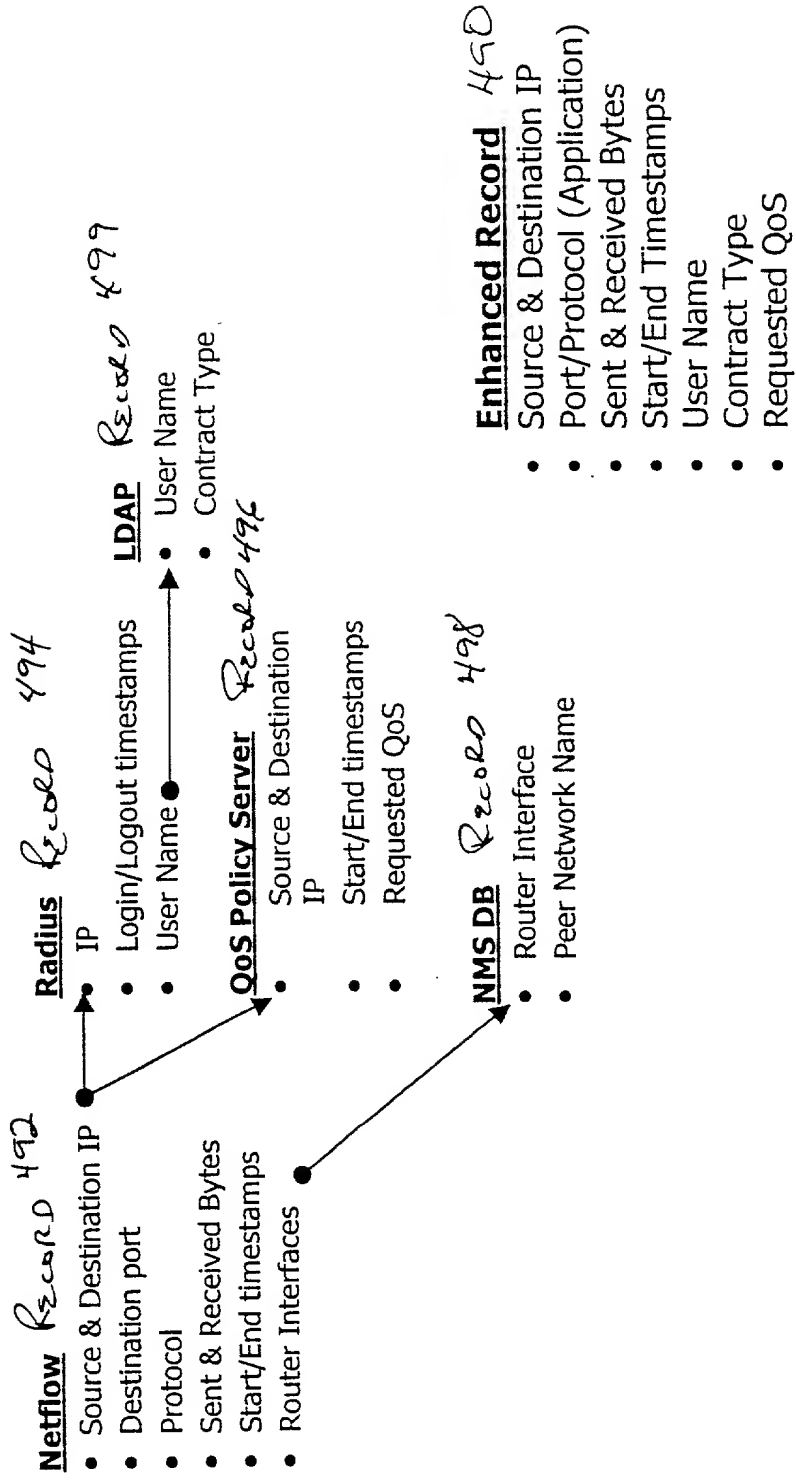 Netflow RECORD 492
• Source & Destination IP
• Destination port
• Protocol
• Sent & Received Bytes
• Start/End timestamps
• Router Interfaces
Radius RECORD 494
• IP
• Login/Logout timestamps
• User Name
QoS Policy Server RECORD 496
• Source & Destination
IP
• Start/End timestamps
• Requested QoS
NMS DB RECORD 498
• Router Interface
• Peer Network Name
LDAP RECORD 499
• User Name
• Contract Type
Enhanced Record 490
• Source & Destination IP
• Port/Protocol (Application)
• Sent & Received Bytes
• Start/End Timestamps
• User Name
• Contract Type
• Requested QoS